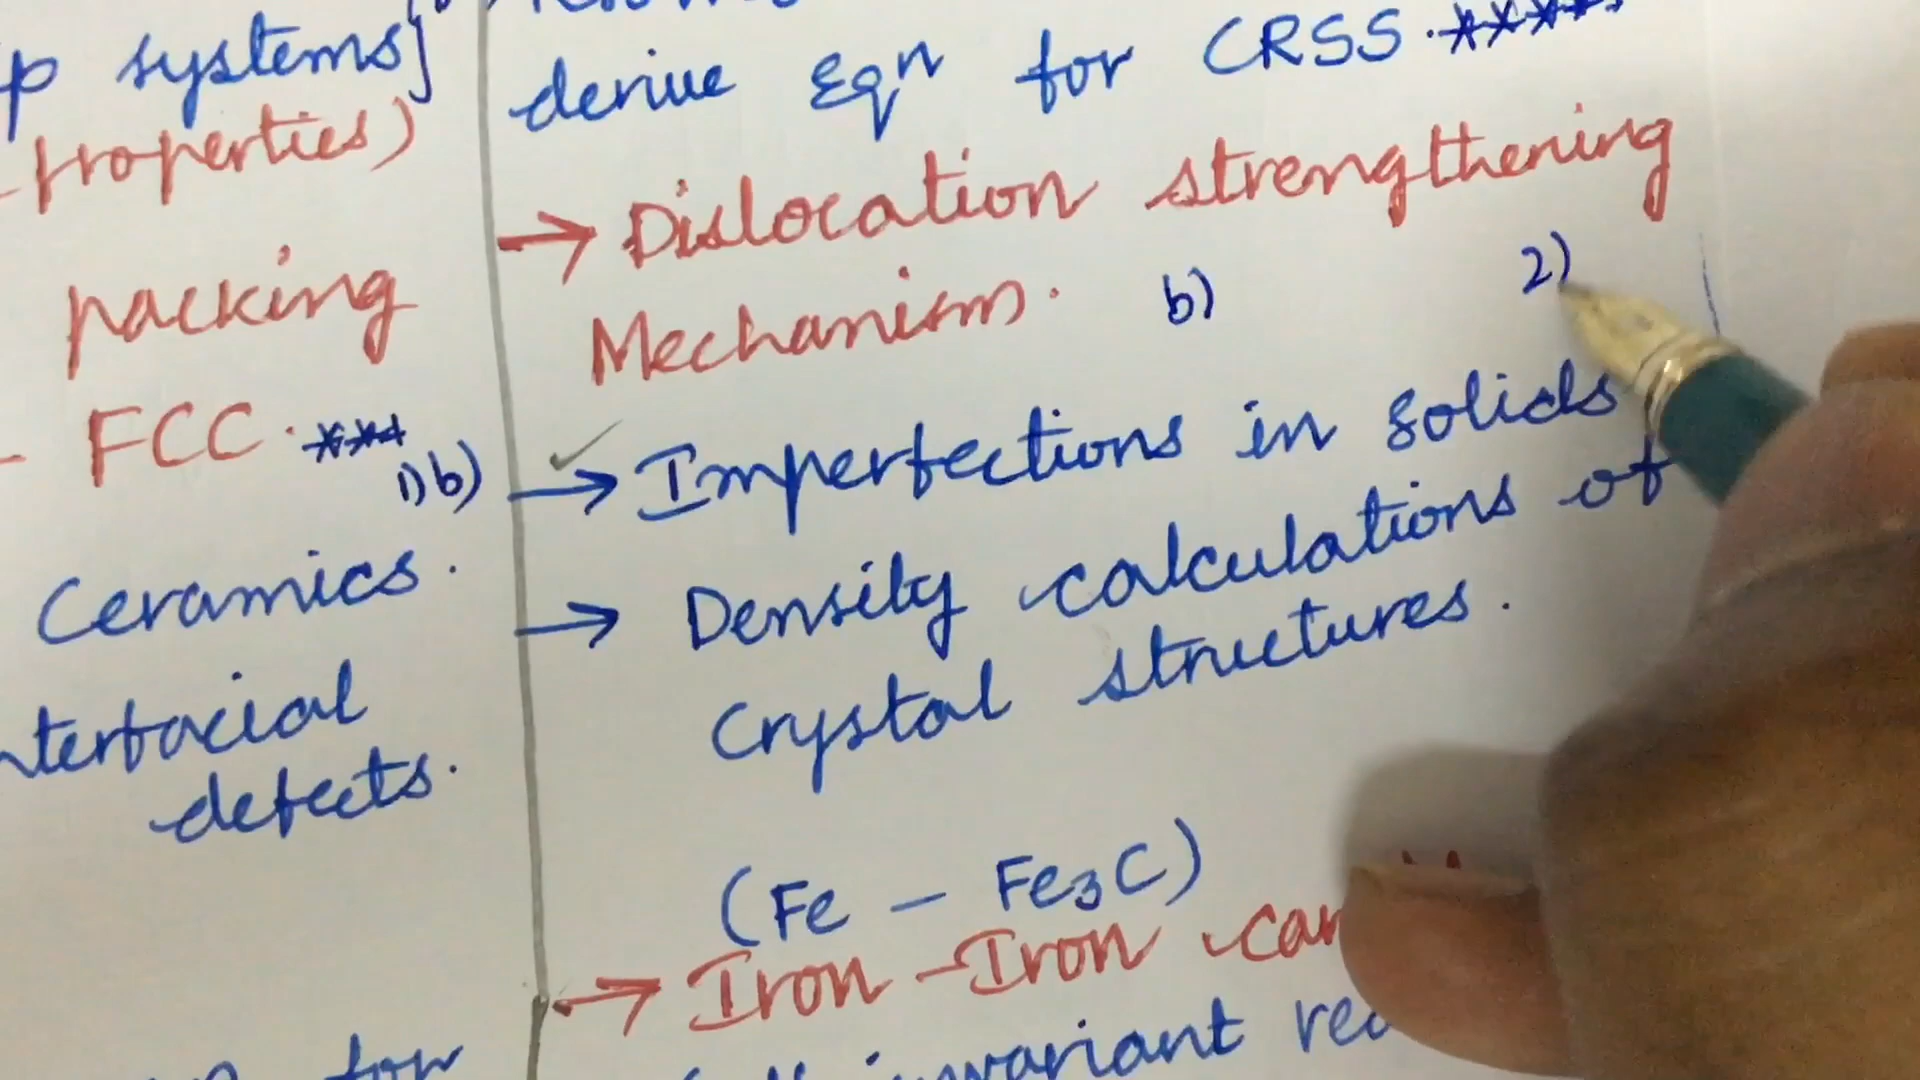 systems]
properties)
packing
- FCC. ***
1) b)
Ceramics.
defects.
for
derive Eqn for CRSS. ****.
→ Dislocation strengthening
Mechanism. b) 2)
→ Imperfections in solids
→ Density calculations of
crystal structures.
(Fe - Fe3C)
→ Iron - Iron
invariant